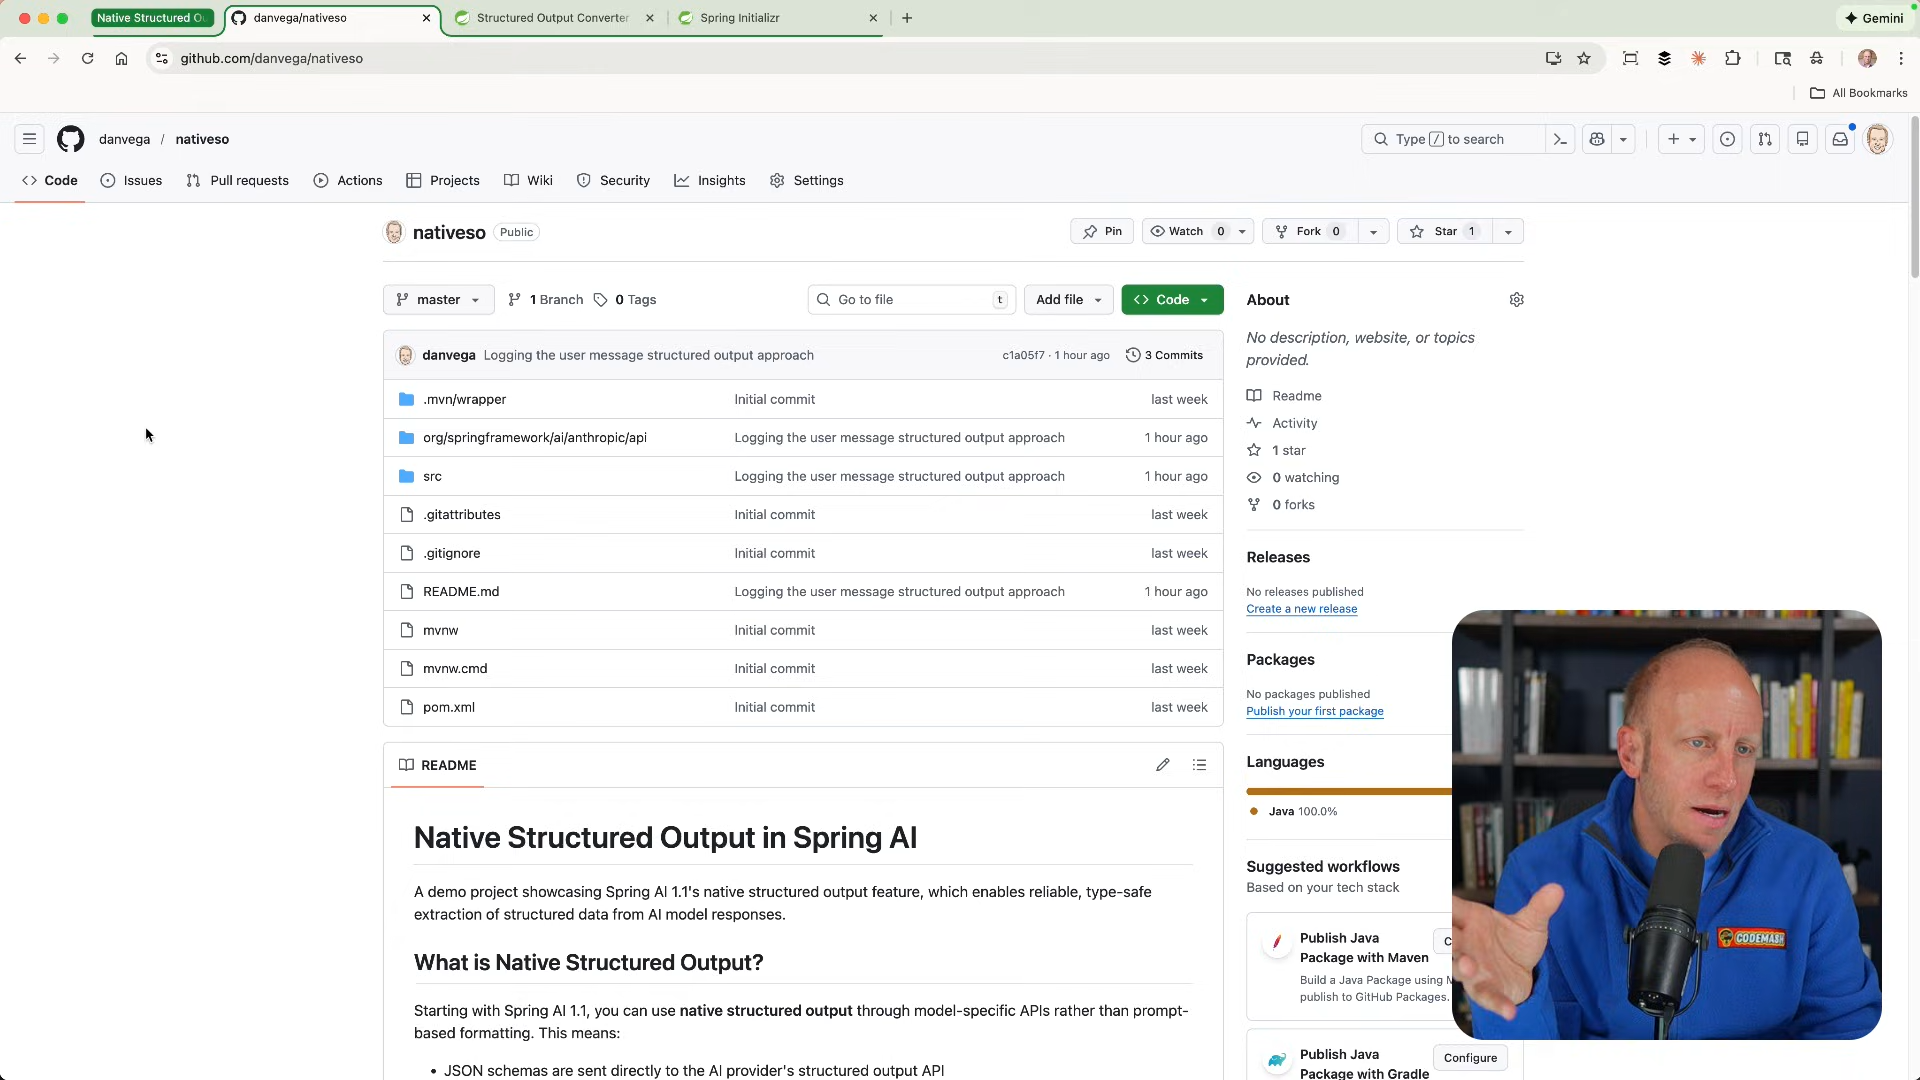 Native Structured Ou
danvega/nativeso
Structured Output Converter
Spring Initializr
Gemini
github.com/danvega/nativeso
All Bookmarks
danvega / nativeso
Type / to search
Code
Issues
Pull requests
Actions
Projects
Wiki
Security
Insights
Settings
nativeso Public
Pin
Watch 0
Fork 0
Star 1
master
1 Branch
0 Tags
Go to file t
Add file
Code
danvega Logging the user message structured output approach c1a05f7 · 1 hour ago 3 Commits
.mvn/wrapper Initial commit last week
org/springframework/ai/anthropic/api Logging the user message structured output approach 1 hour ago
src Logging the user message structured output approach 1 hour ago
.gitattributes Initial commit last week
.gitignore Initial commit last week
README.md Logging the user message structured output approach 1 hour ago
mvnw Initial commit last week
mvnw.cmd Initial commit last week
pom.xml Initial commit last week
README
Native Structured Output in Spring AI
A demo project showcasing Spring AI 1.1's native structured output feature, which enables reliable, type-safe
extraction of structured data from AI model responses.
What is Native Structured Output?
Starting with Spring AI 1.1, you can use native structured output through model-specific APIs rather than prompt-
based formatting. This means:
• JSON schemas are sent directly to the AI provider's structured output API
About
No description, website, or topics
provided.
Readme
Activity
1 star
0 watching
0 forks
Releases
No releases published
Create a new release
Packages
No packages published
Publish your first package
Languages
Java 100.0%
Suggested workflows
Based on your tech stack
Publish Java
Package with Maven
C
Build a Java Package using M
publish to GitHub Packages.
Publish Java
Package with Gradle
Configure
CODEMASH